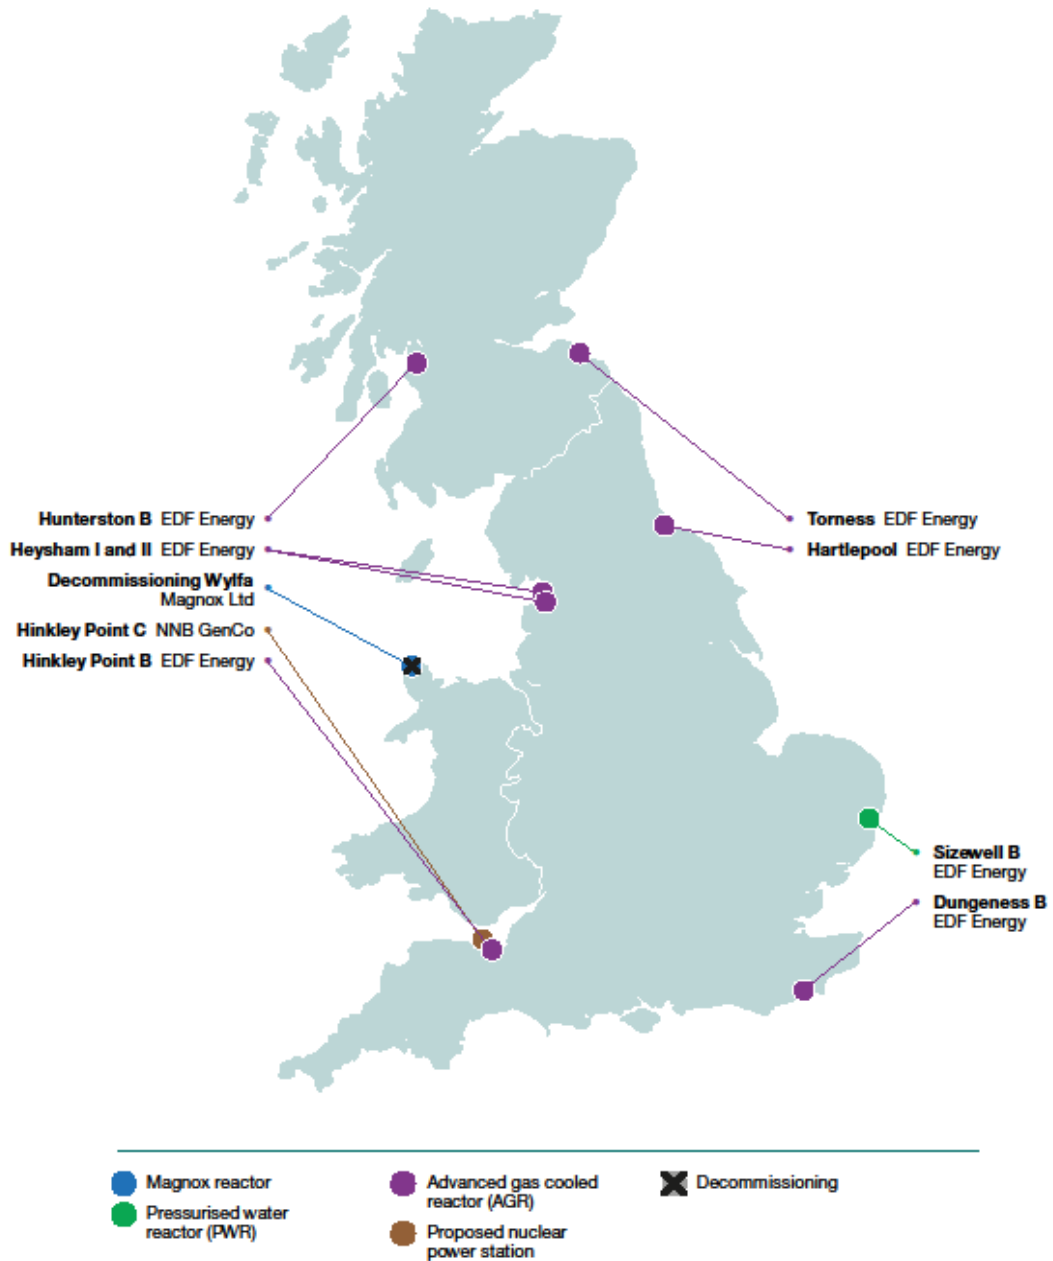 Hunterston B EDF Energy
Heysham I and II EDF Energy
Decommissioning Wylfa
Magnox Ltd
Hinkley Point C NNB GenCo
Hinkley Point B EDF Energy
Torness EDF Energy
Hartlepool EDF Energy
Sizewell B
EDF Energy
Dungeness B
EDF Energy
Magnox reactor
Pressurised water
reactor (PWR)
Advanced gas cooled
reactor (AGR)
Proposed nuclear
power station
Decommissioning